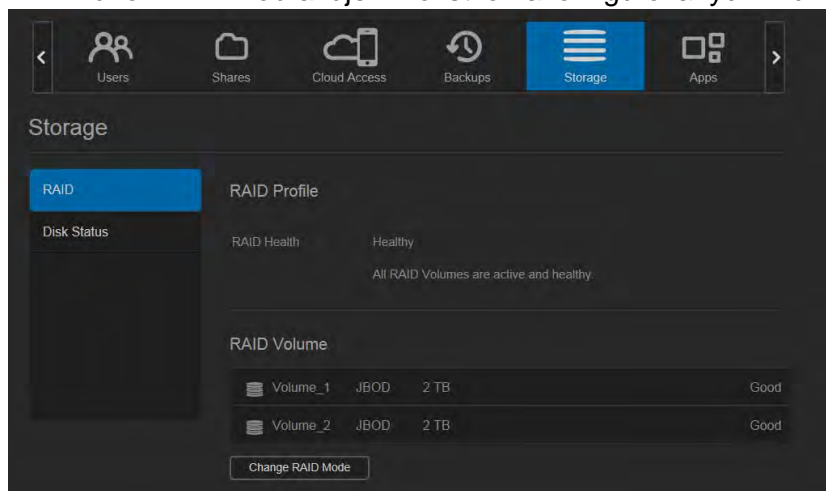 Users Shares Cloud Access Backups Storage Apps
Storage
RAID
Disk Status
RAID Profile
RAID Health Healthy
All RAID Volumes are active and healthy.
RAID Volume
Volume_1 JBOD 2 TB Good
Volume_2 JBOD 2 TB Good
Change RAID Mode